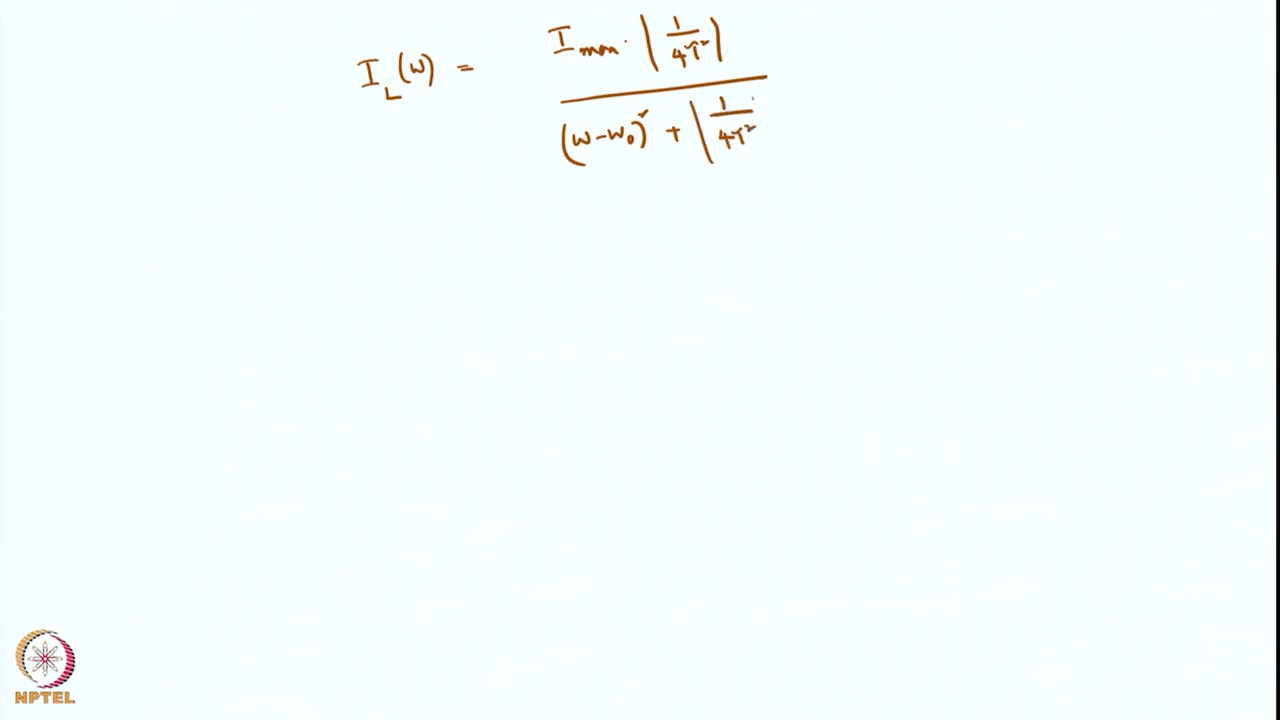 I_L(ω) = I_max · (1/4τ²) / (ω-ω₀)² + (1/4τ²
NPTEL